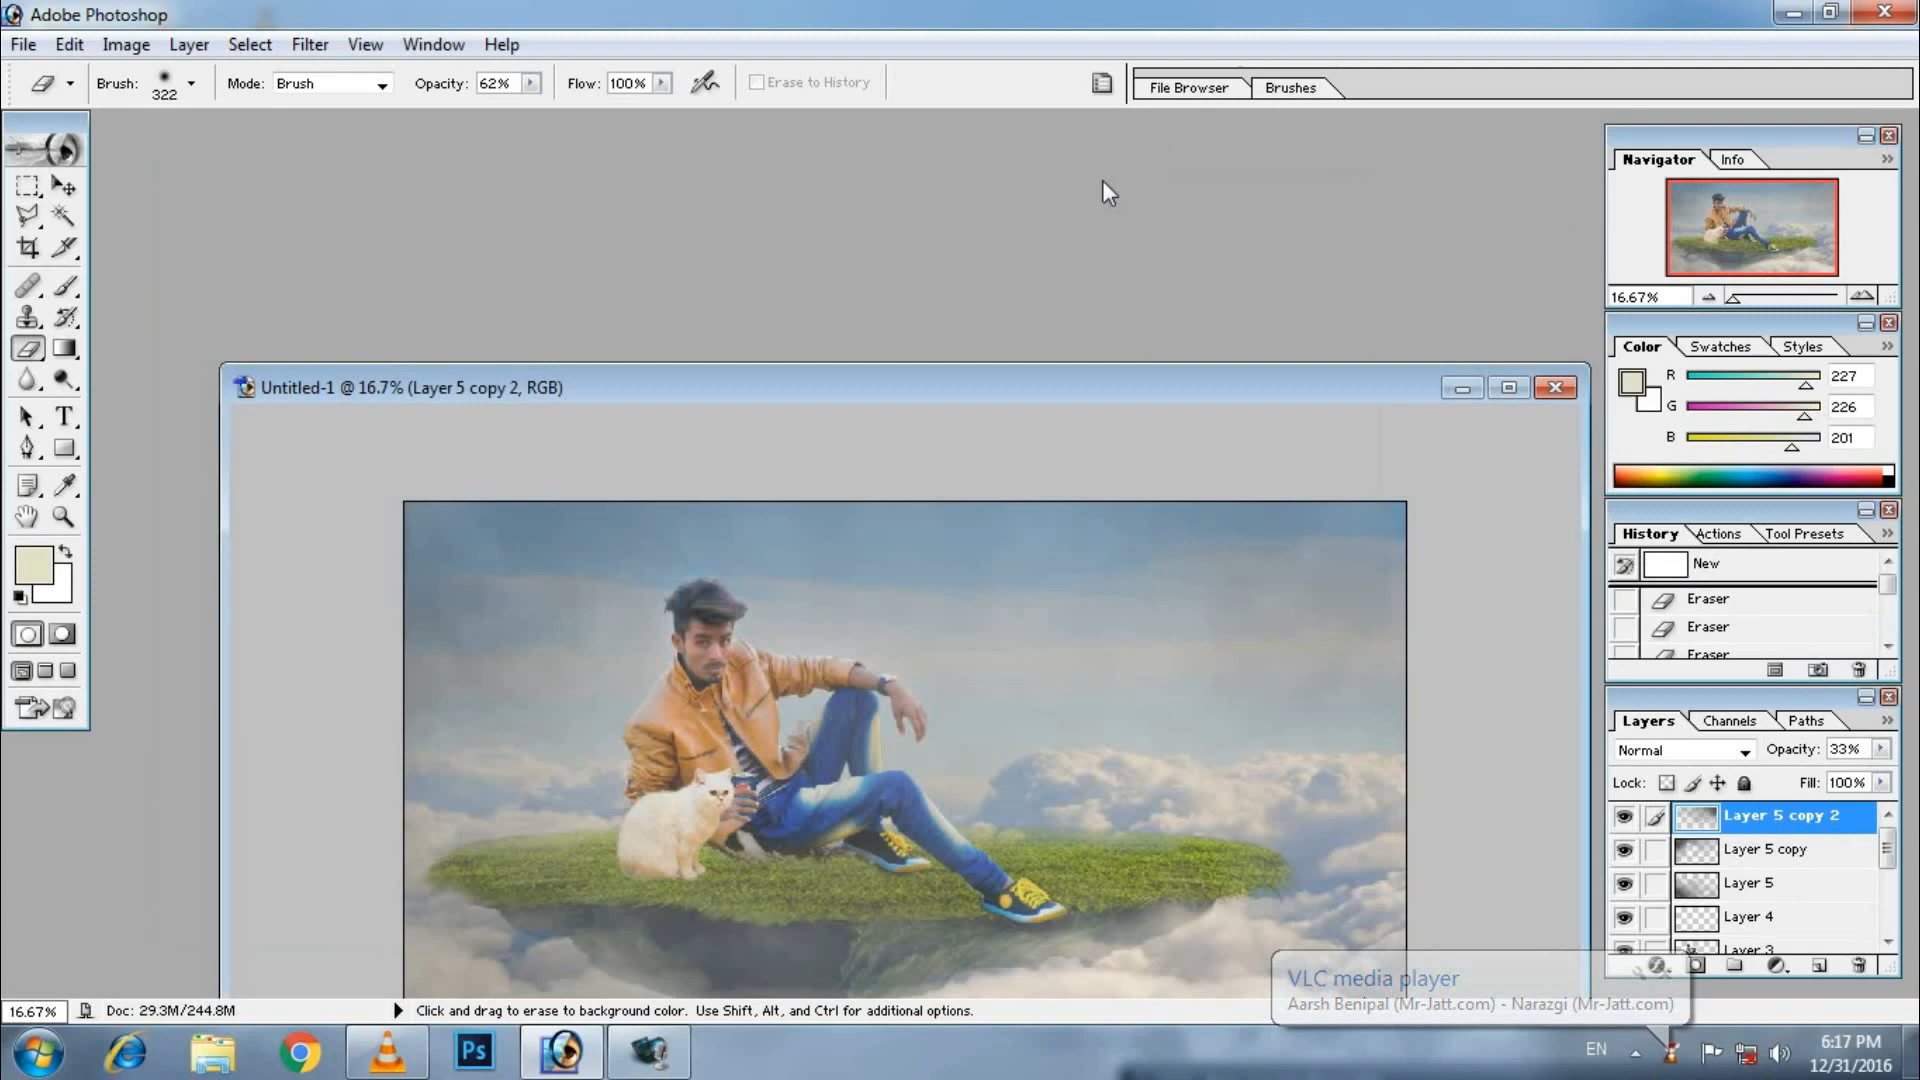 Adobe Photoshop
File Edit Image Layer Select Filter View Window Help
Brush: 322 Mode: Brush Opacity: 62% Flow: 100% Erase to History File Browser Brushes
Navigator Info
16.67%
Color Swatches Styles
R 227
G 226
B 201
Untitled-1 @ 16.7% (Layer 5 copy 2, RGB)
T
History Actions Tool Presets
New
Eraser
Eraser
Eraser
Layers Channels Paths
Normal Opacity: 33%
Lock: Fill: 100%
Layer 5 copy 2
Layer 5 copy
Layer 5
Layer 4
Layer 3
VLC media player
Aarsh Benipal (Mr-Jatt.com) - Narazgi (Mr-Jatt.com)
16.67% Doc: 29.3M/244.8M Click and drag to erase to background color. Use Shift, Alt, and Ctrl for additional options.
Ps
EN
6:17 PM
12/31/2016